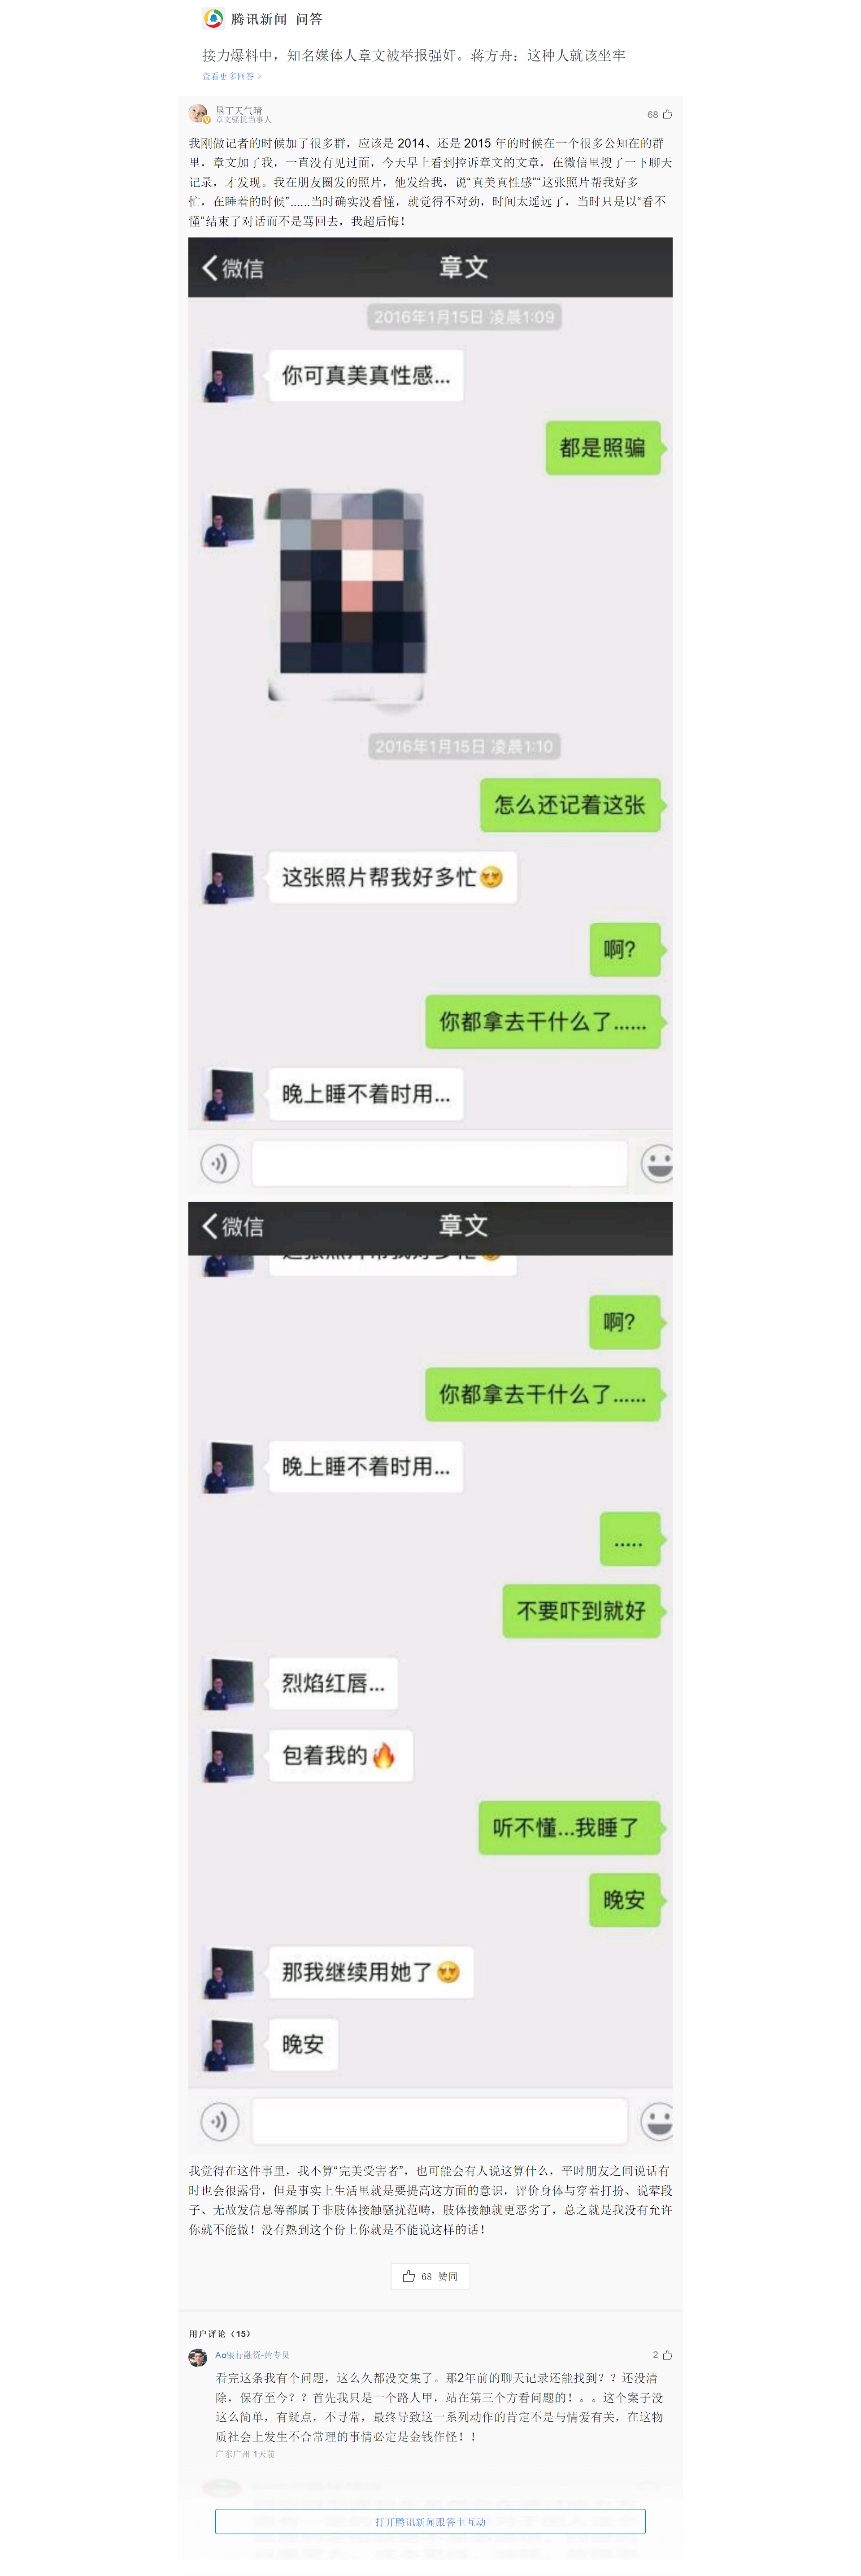 腾讯新闻 问答
接力爆料中，知名媒体人章文被举报强奸。蒋方舟：这种人就该坐牢
查看更多回答 >
垦丁天气晴
68
章文骚扰当事人
我刚做记者的时候加了很多群，应该是 2014、还是 2015 年的时候在一个很多公知在的群
里，章文加了我，一直没有见过面，今天早上看到控诉章文的文章，在微信里搜了一下聊天
记录，才发现。我在朋友圈发的照片，他发给我，说“真美真性感”“这张照片帮我好多
忙，在睡着的时候”......当时确实没看懂，就觉得不对劲，时间太遥远了，当时只是以“看不
懂”结束了对话而不是骂回去，我超后悔！
微信
章文
2016年1月15日 凌晨1:09
你可真美真性感...
都是照骗
2016年1月15日 凌晨1:10
怎么还记着这张
这张照片帮我好多忙
啊?
你都拿去干什么了......
晚上睡不着时用...
微信
章文
这张照片帮我好多忙
啊?
你都拿去干什么了......
晚上睡不着时用...
.....
不要吓到就好
烈焰红唇...
包着我的
听不懂...我睡了
晚安
那我继续用她了
晚安
我觉得在这件事里，我不算“完美受害者”，也可能会有人说这算什么，平时朋友之间说话有
时也会很露骨，但是事实上生活里就是要提高这方面的意识，评价身体与穿着打扮、说荤段
子、无故发信息等都属于非肢体接触骚扰范畴，肢体接触就更恶劣了，总之就是我没有允许
你就不能做！没有熟到这个份上你就是不能说这样的话！
68 赞同
用户评论（15）
Ao银行融资-黄专员
2
看完这条我有个问题，这么久都没交集了。那2年前的聊天记录还能找到？？还没清
除，保存至今？？首先我只是一个路人甲，站在第三个方看问题的！。。这个案子没
这么简单，有疑点，不寻常，最终导致这一系列动作的肯定不是与情爱有关，在这物
质社会上发生不合常理的事情必定是金钱作怪！！
广东广州 1天前
打开腾讯新闻跟答主互动